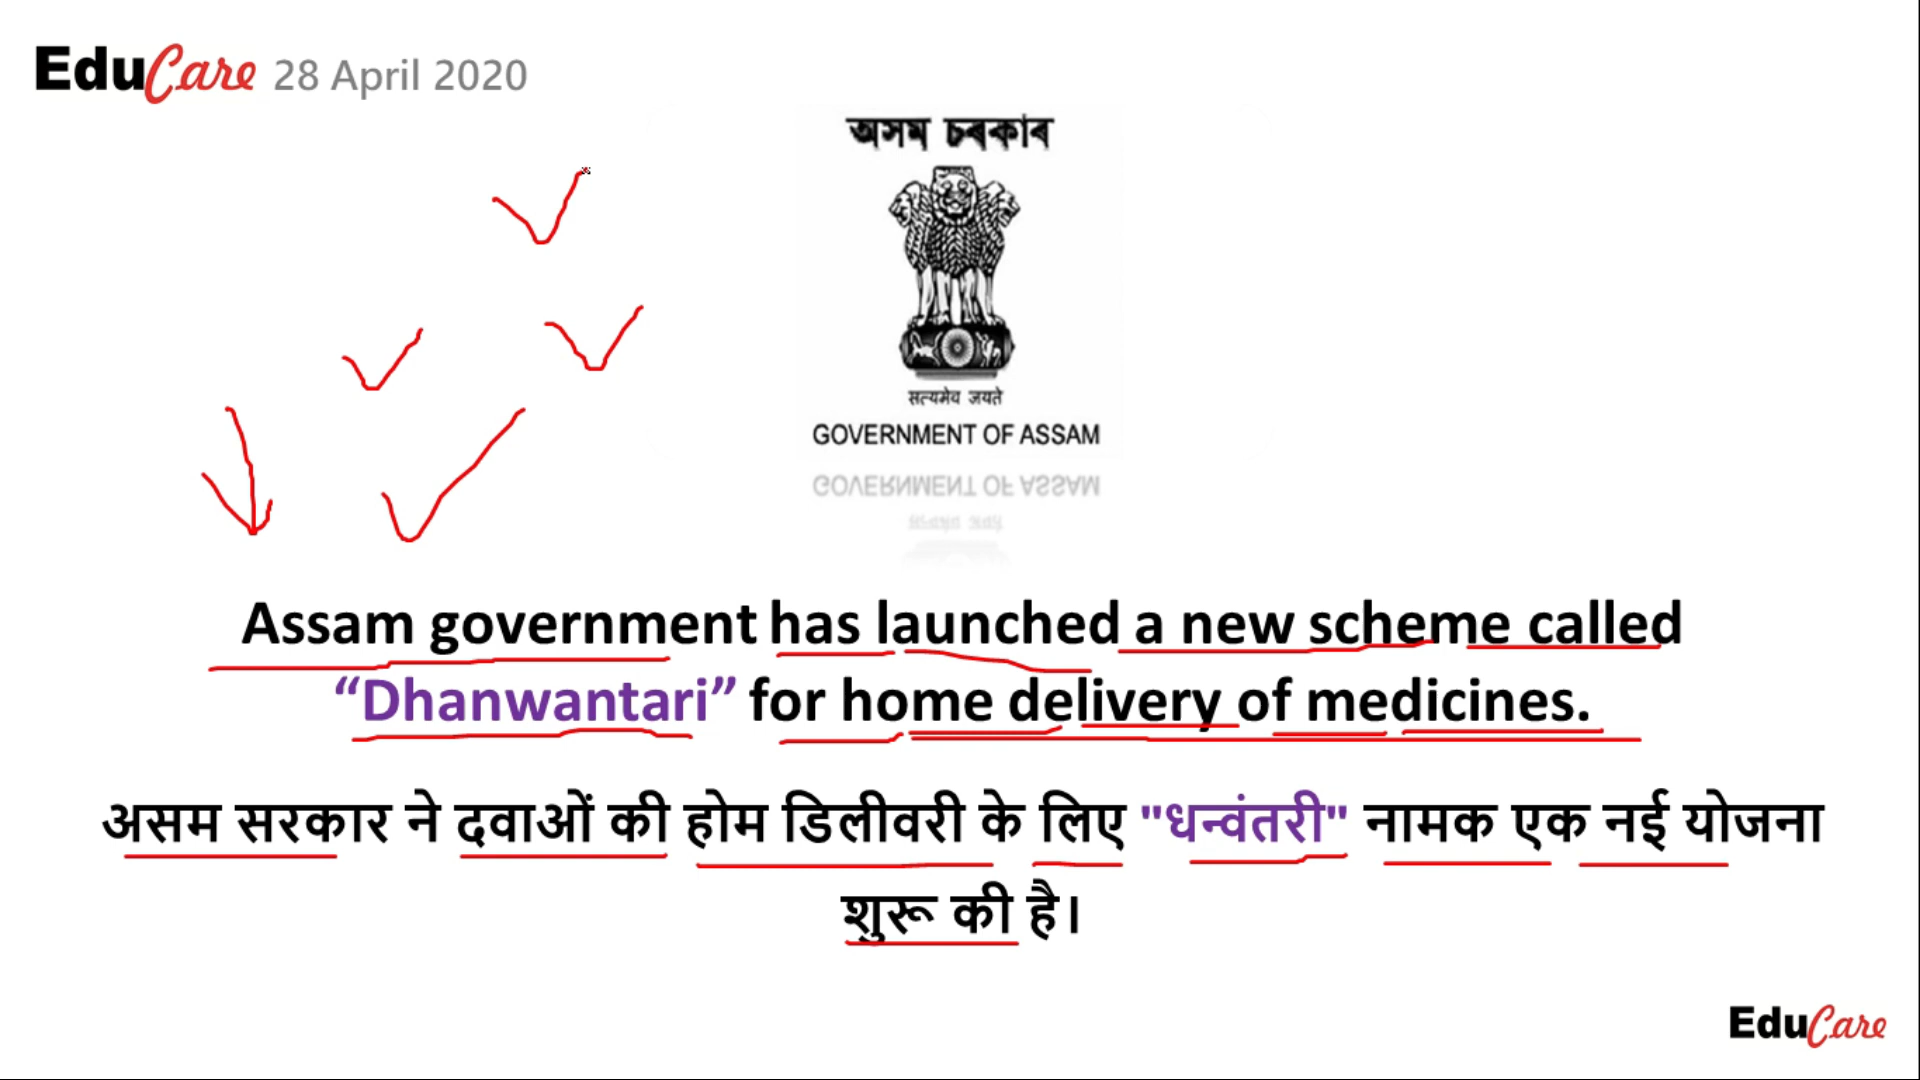 EduCare 28 April 2020
অসম চৰকাৰ
सत्यमेव जयते
GOVERNMENT OF ASSAM
Assam government has launched a new scheme called
“Dhanwantari” for home delivery of medicines.
असम सरकार ने दवाओं की होम डिलीवरी के लिए "धन्वंतरी" नामक एक नई योजना
शुरू की है।
EduCare